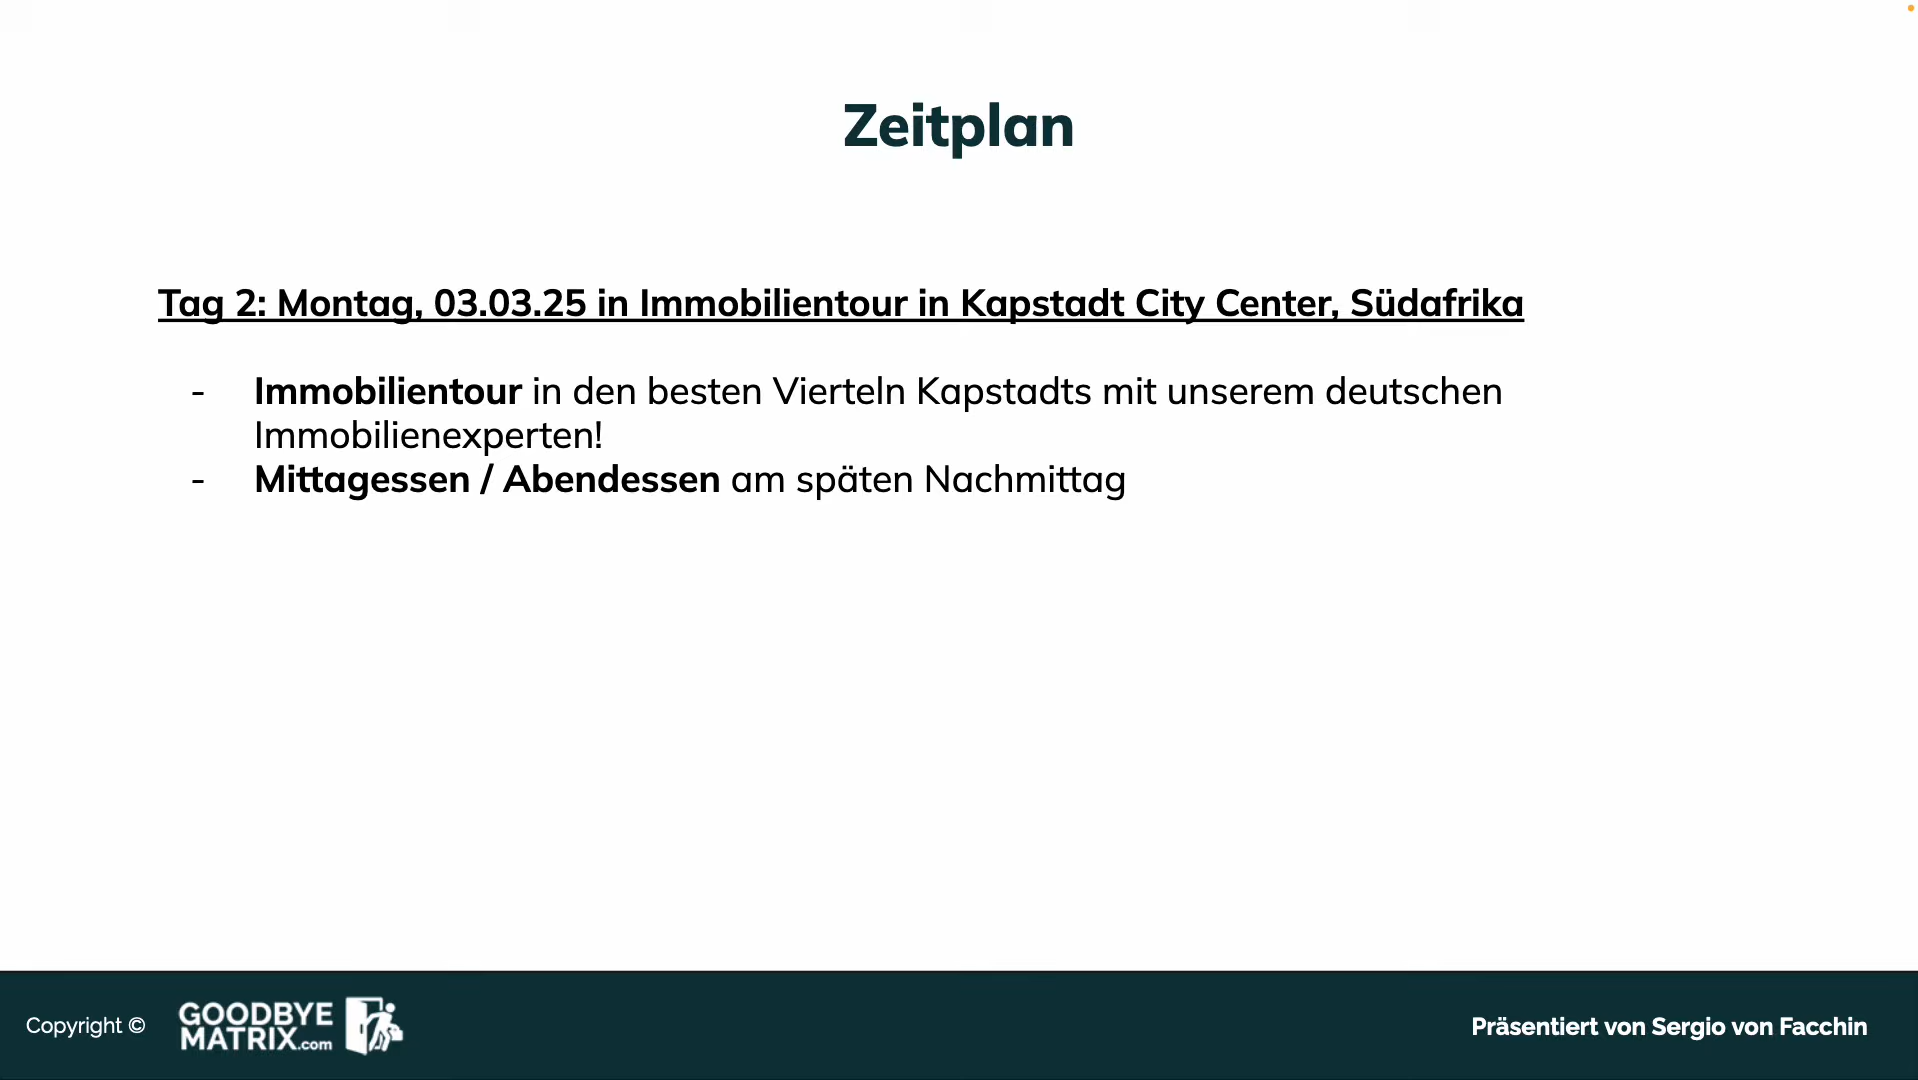 Zeitplan
Tag 2: Montag, 03.03.25 in Immobilientour in Kapstadt City Center, Südafrika
- Immobilientour in den besten Vierteln Kapstadts mit unserem deutschen
Immobilienexperten!
- Mittagessen / Abendessen am späten Nachmittag
Copyright ©
GOODBYE
MATRIX.com
Präsentiert von Sergio von Facchin